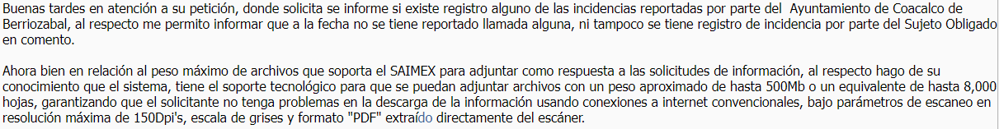 Buenas tardes en atención a su petición, donde solicita se informe si existe registro alguno de las incidencias reportadas por parte del  Ayuntamiento de Coacalco de
Berriozabal, al respecto me permito informar que a la fecha no se tiene reportado llamada alguna, ni tampoco se tiene registro de incidencia por parte del Sujeto Obligado
en comento.
Ahora bien en relación al peso máximo de archivos que soporta el SAIMEX para adjuntar como respuesta a las solicitudes de información, al respecto hago de su
conocimiento que el sistema, tiene el soporte tecnológico para que se puedan adjuntar archivos con un peso aproximado de hasta 500Mb o un equivalente de hasta 8,000
hojas, garantizando que el solicitante no tenga problemas en la descarga de la información usando conexiones a internet convencionales, bajo parámetros de escaneo en
resolución máxima de 150Dpi's, escala de grises y formato "PDF" extraído directamente del escáner.